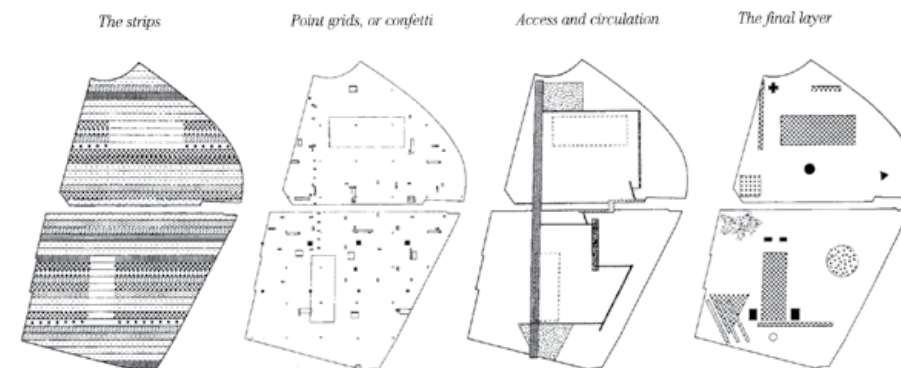 The strips
Point grids, or confetti
Access and circulation
The final layer